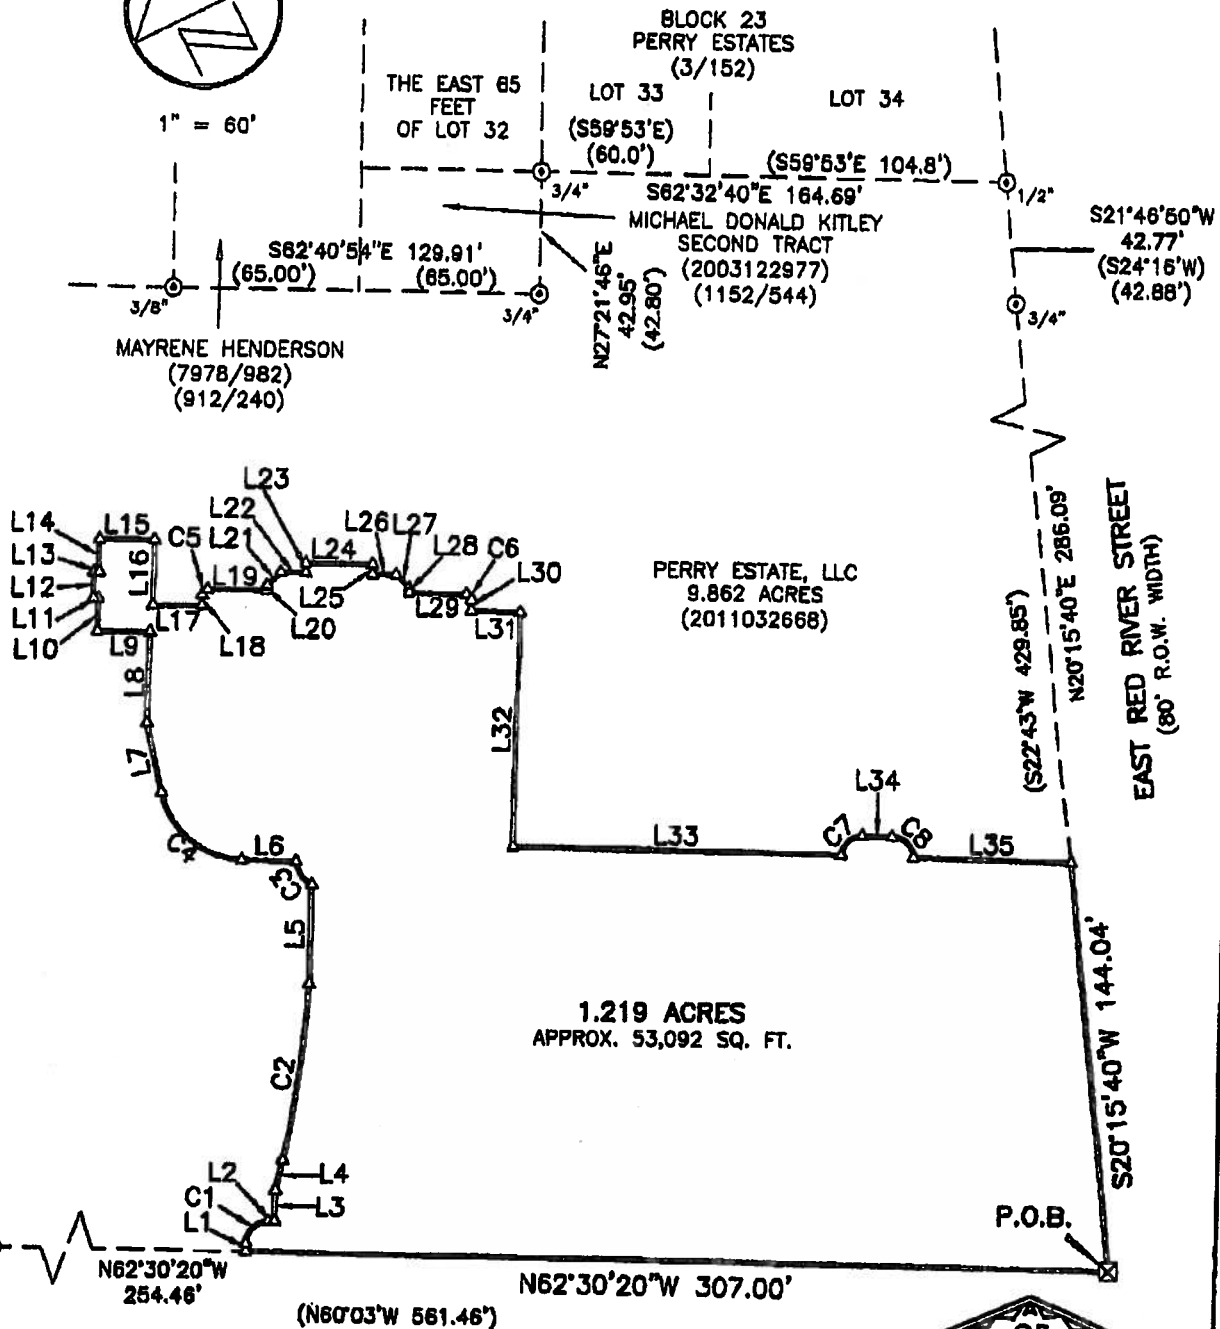 1" = 60'
BLOCK 23
PERRY ESTATES
(3/152)
THE EAST 65
FEET
OF LOT 32
LOT 33
(S59°53'E)
(60.0')
LOT 34
(S59°53'E 104.8')
3/4"
S62°32'40"E 164.69'
1/2"
MICHAEL DONALD KITLEY
SECOND TRACT
(2003122977)
(1152/544)
S21°46'50"W
42.77'
(S24°16'W)
(42.88')
S62°40'54"E 129.91'
(65.00')
(65.00')
3/8"
3/4"
N27°21'46"E
42.95'
(42.80')
3/4"
MAYRENE HENDERSON
(7978/982)
(912/240)
L23
L22
L21
L26
L27
L28
C6
L14
L15
C5
L24
L30
L13
L16
L19
L12
L25
L29
L11
L17
L20
L31
L10
L9
L18
L8
PERRY ESTATE, LLC
9.862 ACRES
(2011032668)
(S22°43'W 429.85')
N20°15'40"E 286.09'
EAST RED RIVER STREET
(80' R.O.W. WIDTH)
L32
L7
L34
C7
C8
L33
L35
C4
L6
C3
L5
1.219 ACRES
APPROX. 53,092 SQ. FT.
C2
S20°15'40"W 144.04'
L2
L4
C1
L3
L1
P.O.B.
N62°30'20"W
254.46'
N62°30'20"W 307.00'
(N60°03'W 561.46')